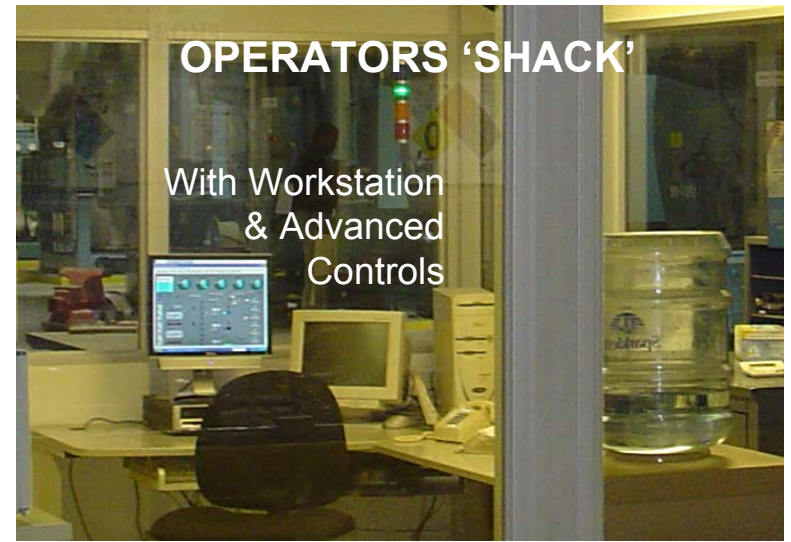 OPERATORS ‘SHACK’
With Workstation
& Advanced
Controls